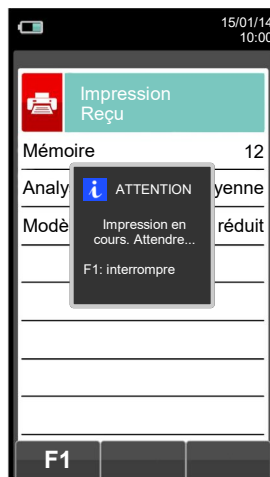 15/01/14
10:00
Impression
Reçu
Mémoire 12
Analy yenne
Modè réduit
ATTENTION
Impression en
cours. Attendre...
F1: interrompre
F1